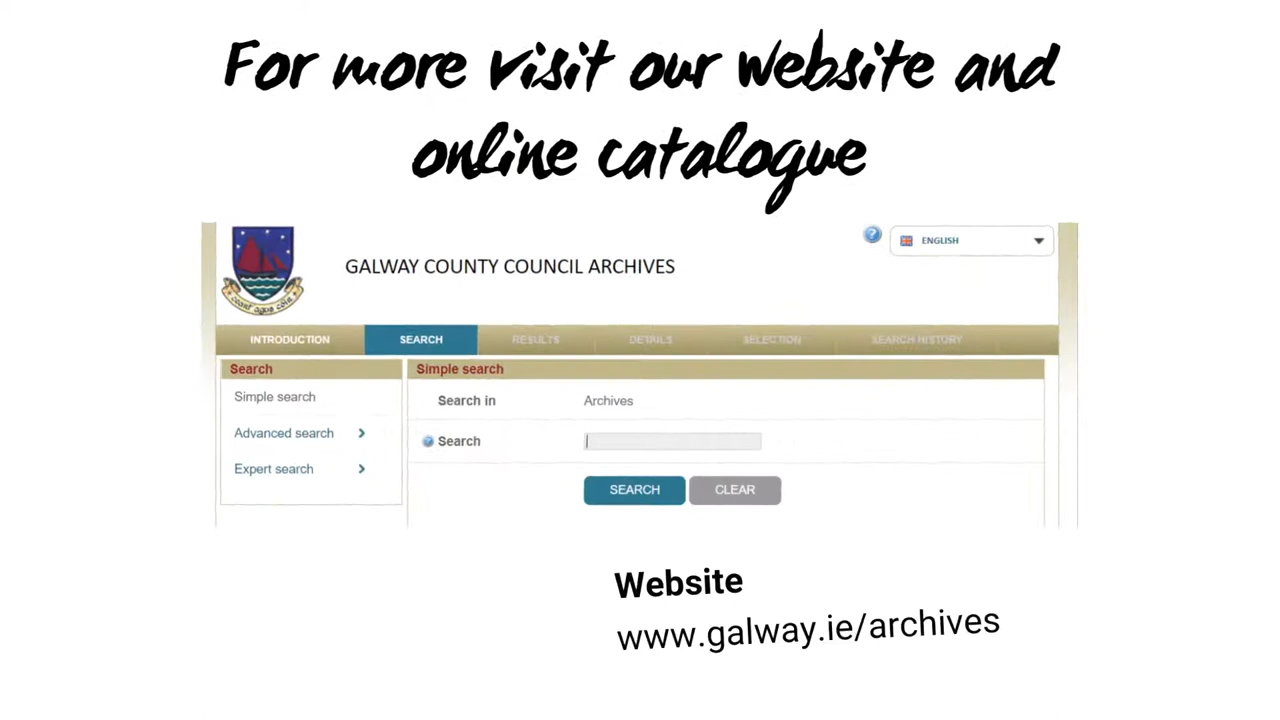 For more visit our website and
online catalogue
GALWAY COUNTY COUNCIL ARCHIVES
ENGLISH
INTRODUCTION SEARCH RESULTS DETAILS SELECTION SEARCH HISTORY
Search
Simple search
Advanced search
Expert search
Simple search
Search in Archives
Search
SEARCH CLEAR
Website
www.galway.ie/archives